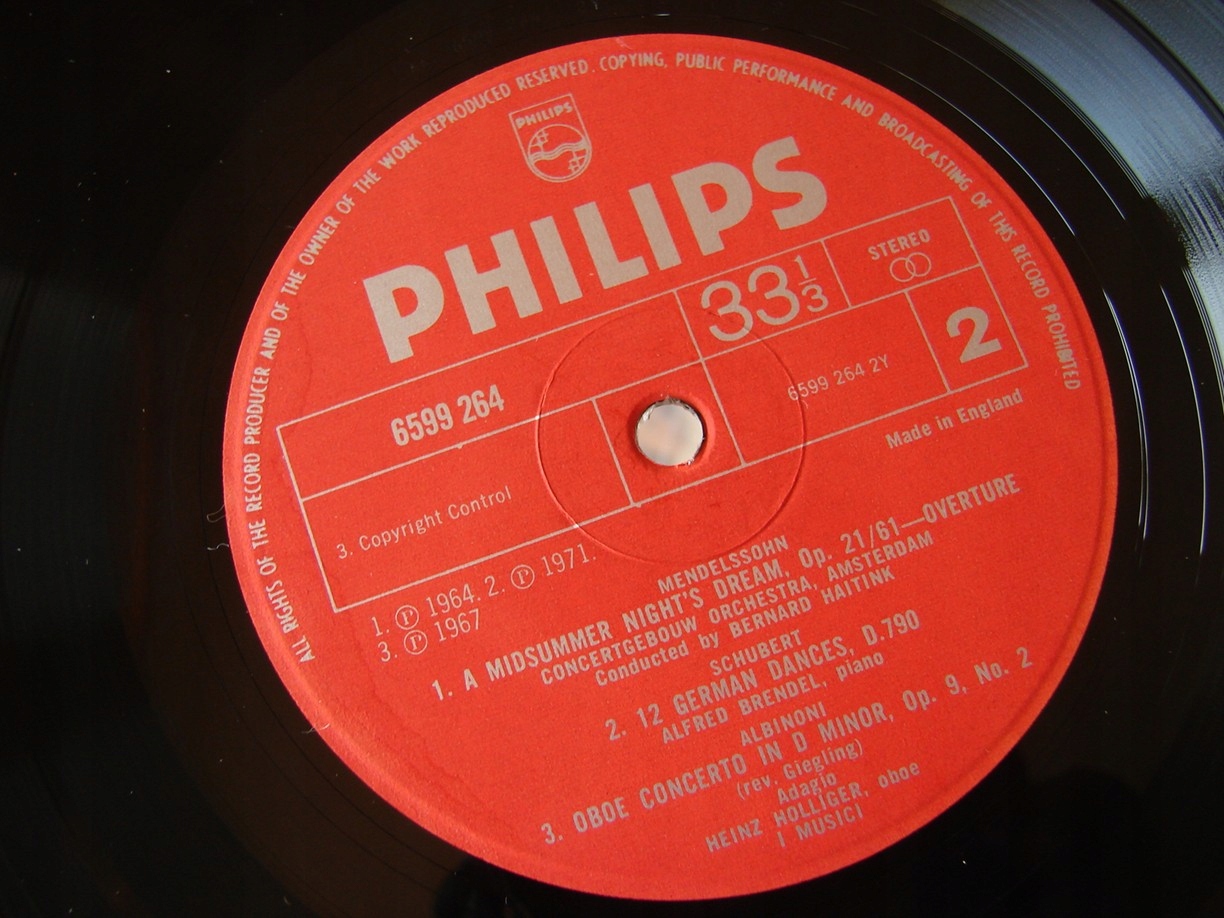 ALL RIGHTS OF THE RECORD PRODUCER AND OF THE OWNER OF THE WORK REPRODUCED RESERVED. COPYING, PUBLIC PERFORMANCE AND BROADCASTING OF THIS RECORD PROHIBITED
PHILIPS
PHILIPS
33 1/3
STEREO
6599 264
6599 264 2Y
2
Made in England
3. Copyright Control
1. ℗ 1964. 2. ℗ 1971.
3. ℗ 1967
MENDELSSOHN
1. A MIDSUMMER NIGHT'S DREAM, Op. 21/61—OVERTURE
CONCERTGEBOUW ORCHESTRA, AMSTERDAM
Conducted by BERNARD HAITINK
SCHUBERT
2. 12 GERMAN DANCES, D.790
ALFRED BRENDEL, piano
ALBINONI
3. OBOE CONCERTO IN D MINOR, Op. 9, No. 2
(rev. Giegling)
Adagio
HEINZ HOLLIGER, oboe
I MUSICI